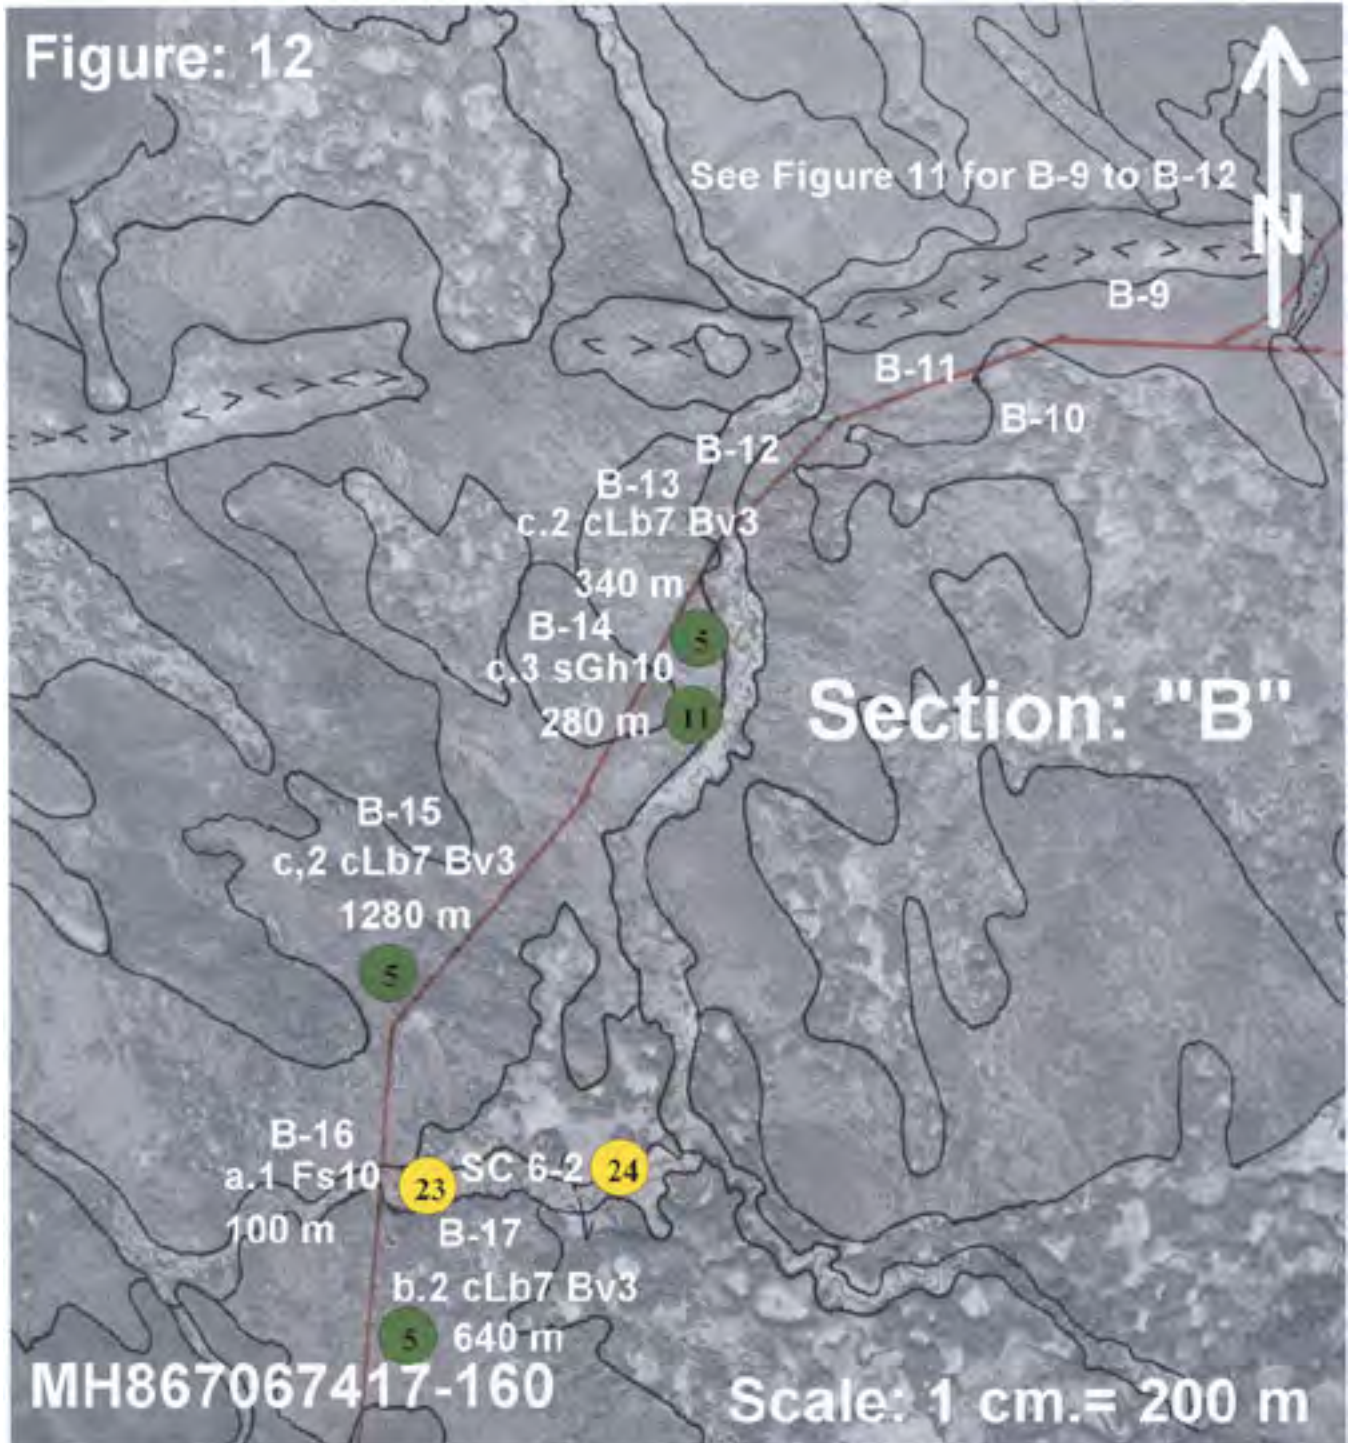 Figure: 12
See Figure 11 for B-9 to B-12
N
B-9
B-11
B-10
B-12
B-13
c.2 cLb7 Bv3
340 m
B-14
5
c.3 sGh10
Section: "B"
280 m
11
B-15
c,2 cLb7 Bv3
1280 m
5
B-16
a.1 Fs10
23
SC 6-2
24
100 m
B-17
b.2 cLb7 Bv3
5
640 m
MH867067417-160
Scale: 1 cm.= 200 m